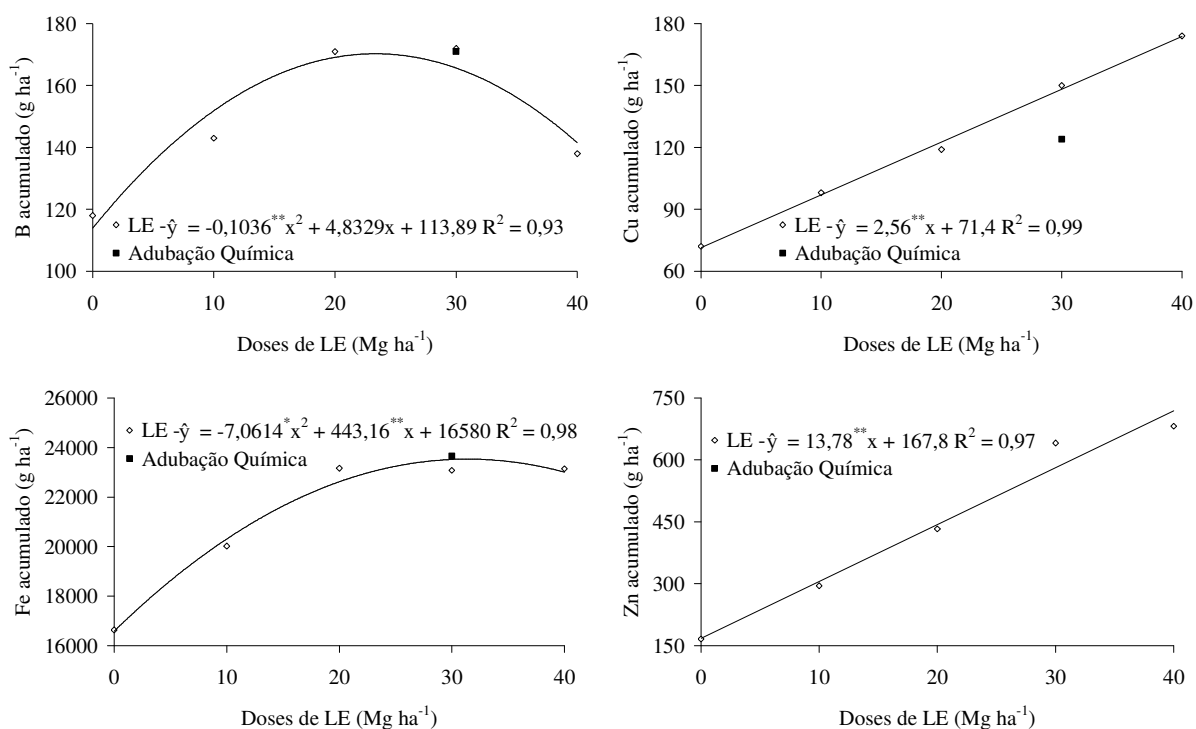 180
160
140
120
100
B acumulado (g ha⁻¹)
LE -ŷ = -0,1036**x² + 4,8329x + 113,89 R² = 0,93
Adubação Química
0 10 20 30 40
Doses de LE (Mg ha⁻¹)
180
150
120
90
60
Cu acumulado (g ha⁻¹)
LE -ŷ = 2,56**x + 71,4 R² = 0,99
Adubação Química
0 10 20 30 40
Doses de LE (Mg ha⁻¹)
26000
24000
22000
20000
18000
16000
Fe acumulado (g ha⁻¹)
LE -ŷ = -7,0614*x² + 443,16**x + 16580 R² = 0,98
Adubação Química
0 10 20 30 40
Doses de LE (Mg ha⁻¹)
750
600
450
300
150
Zn acumulado (g ha⁻¹)
LE -ŷ = 13,78**x + 167,8 R² = 0,97
Adubação Química
0 10 20 30 40
Doses de LE (Mg ha⁻¹)